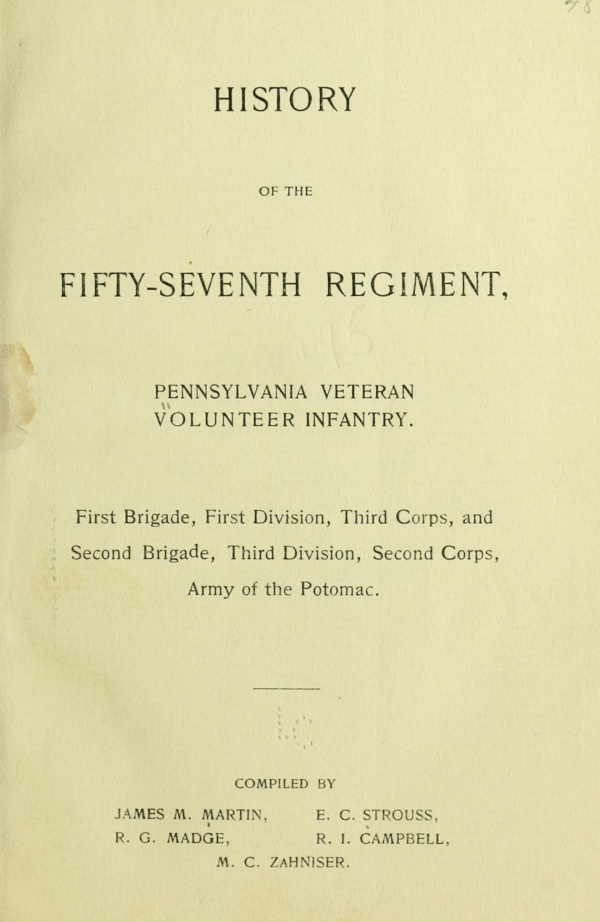 HISTORY
OF THE
FIFTY-SEVENTH REGIMENT,
PENNSYLVANIA VETERAN
VOLUNTEER INFANTRY.
First Brigade, First Division, Third Corps, and
Second Brigade, Third Division, Second Corps,
Army of the Potomac.
COMPILED BY
JAMES M. MARTIN, E. C. STROUSS,
R. G. MADGE, R. I. CAMPBELL,
M. C. ZAHNISER.